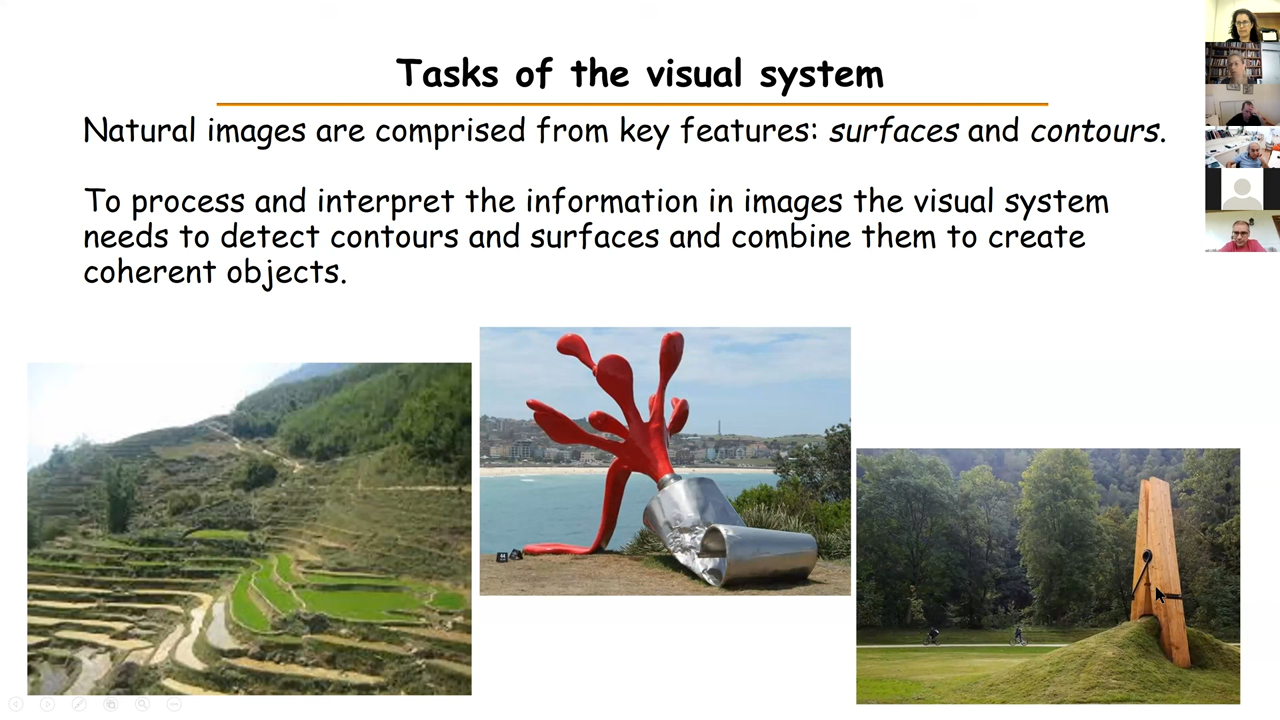 Tasks of the visual system
Natural images are comprised from key features: surfaces and contours.
To process and interpret the information in images the visual system
needs to detect contours and surfaces and combine them to create
coherent objects.